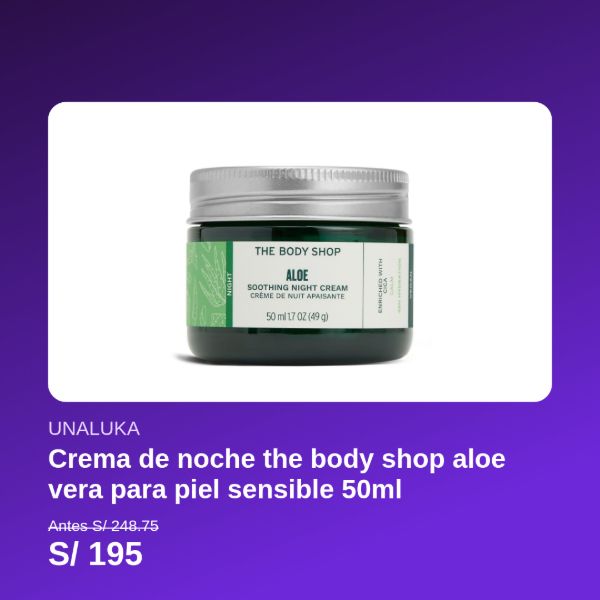 THE BODY SHOP
ALOE
SOOTHING NIGHT CREAM
CRÈME DE NUIT APAISANTE
50 ml 1.7 OZ (49 g)
NIGHT
ENRICHED WITH
CICA
UNALUKA
Crema de noche the body shop aloe
vera para piel sensible 50ml
Antes S/ 248.75
S/ 195